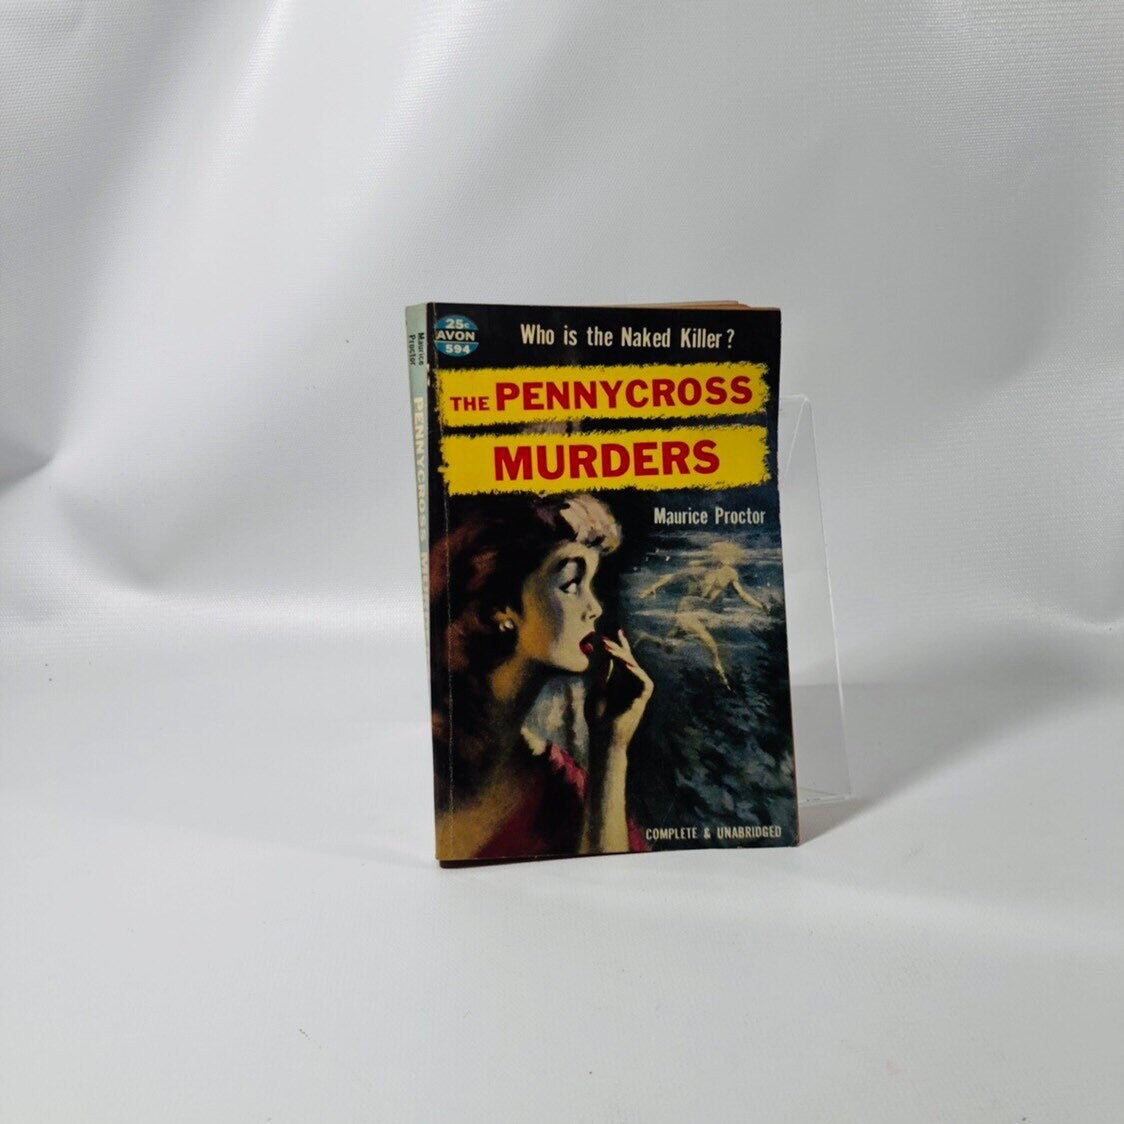 Maurice
Proctor
PENNYCROSS
25¢
AVON
594
Who is the Naked Killer?
THE PENNYCROSS
MURDERS
Maurice Proctor
COMPLETE & UNABRIDGED